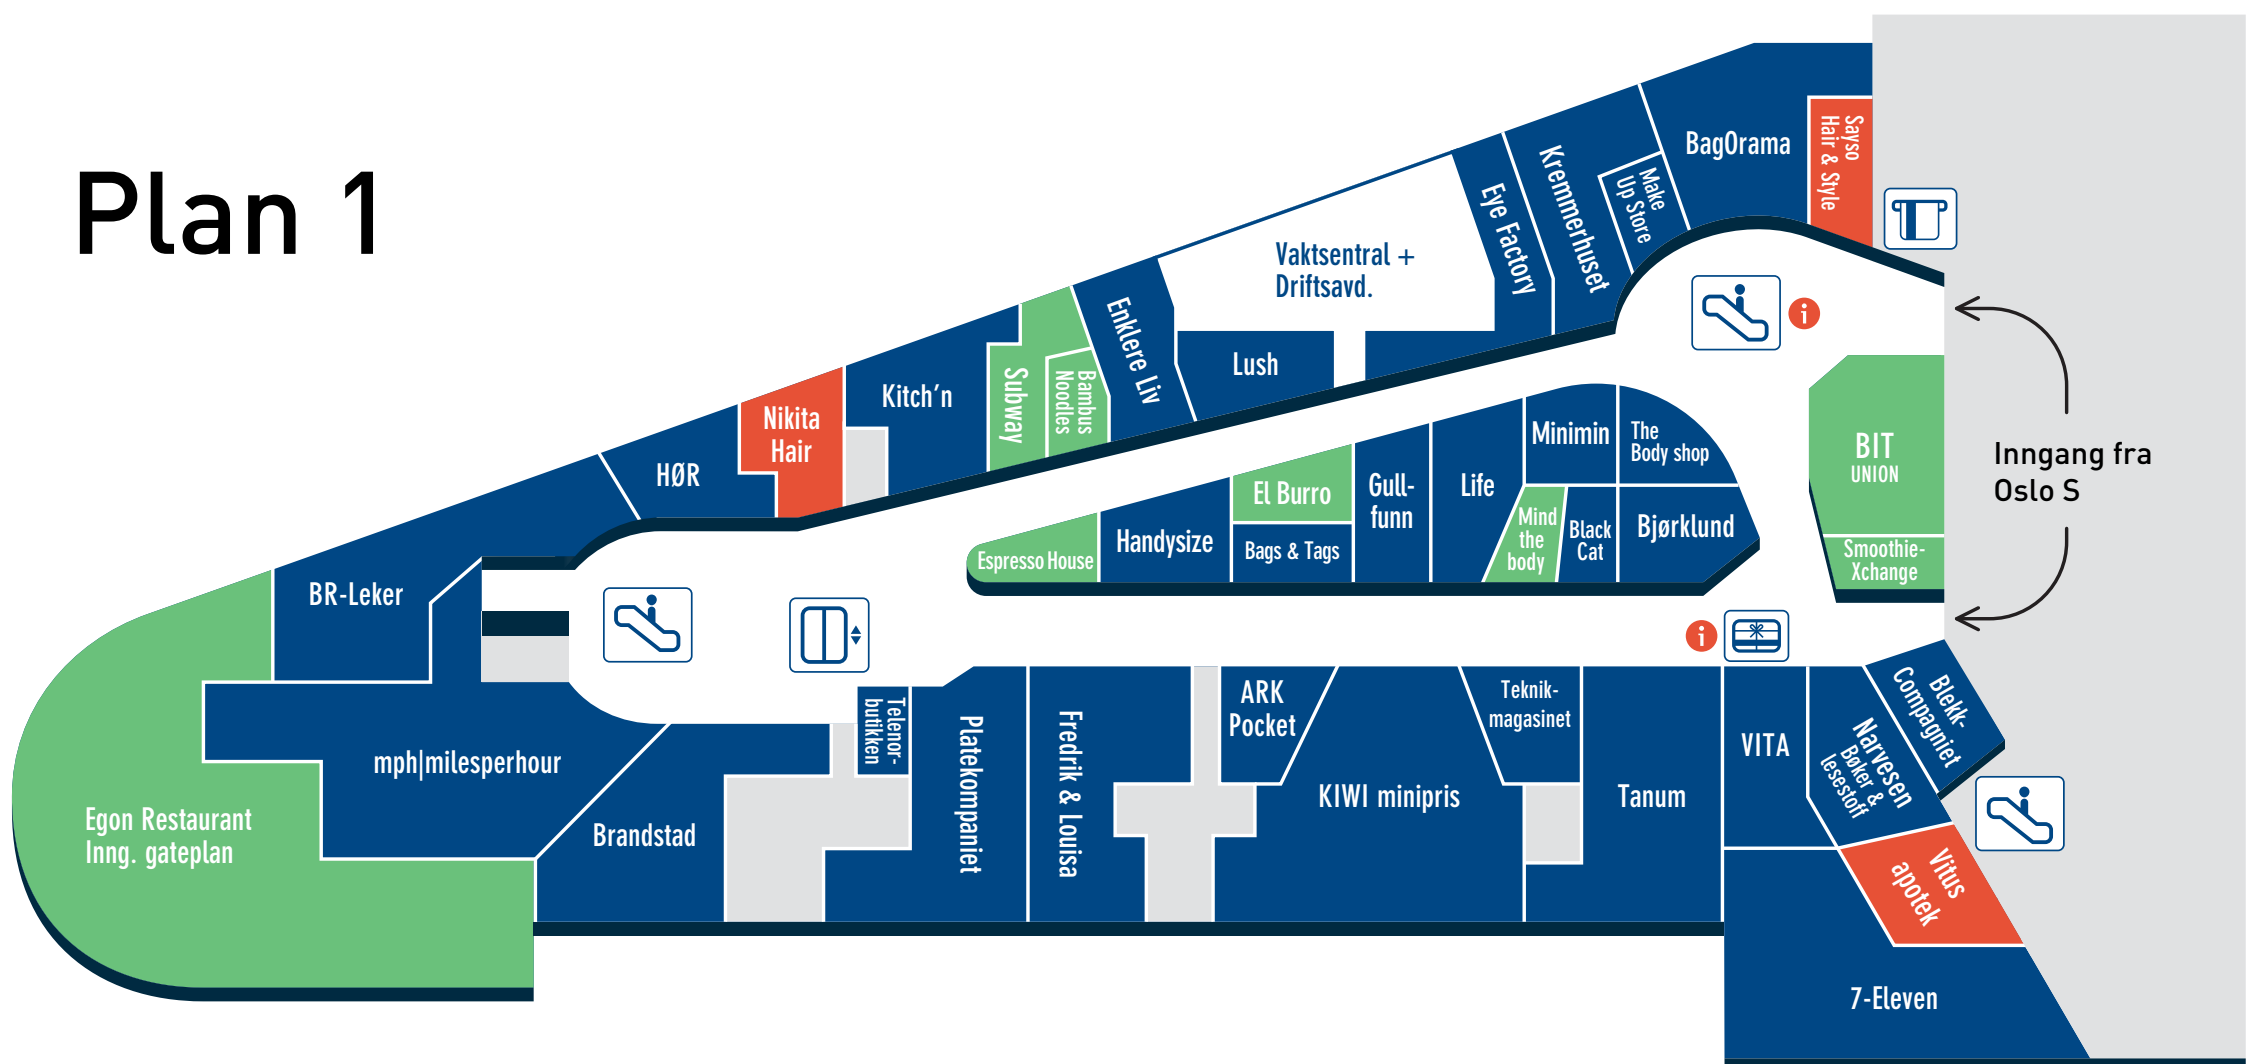 Plan 1
BagOrama
Sayso
Hair & Style
Kremmerhuset
Make
Up Store
Eye Factory
Vaktsentral +
Driftsavd.
Lush
Enklere Liv
Bambus
Noodles
Subway
Kitch'n
Nikita
Hair
HØR
BR-Leker
Inngang fra
Oslo S
BIT
UNION
Smoothie-
Xchange
Minimin
The
Body shop
Life
Gull-
funn
El Burro
Bags & Tags
Handysize
Espresso House
Mind
the
body
Black
Cat
Bjørklund
i
i
mph|milesperhour
Egon Restaurant
Inng. gateplan
Brandstad
Telenor-
butikken
Platekompaniet
Fredrik & Louisa
ARK
Pocket
KIWI minipris
Teknik-
magasinet
Tanum
VITA
Narvesen
Bøker &
lesestoff
Blekk-
Compagniet
Vitus
apotek
7-Eleven